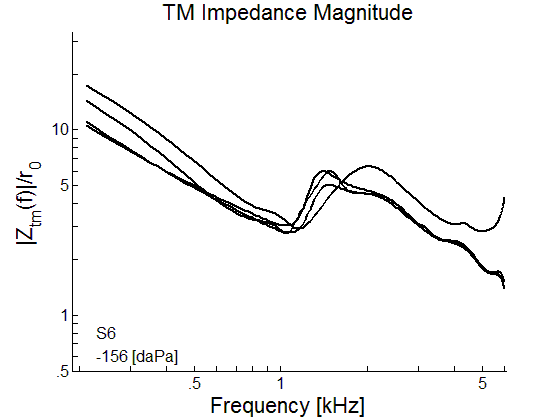 TM Impedance Magnitude
10
5
1
.5
|Z_tm(f)|/r_0
S6
-156 [daPa]
.5 1 5
Frequency [kHz]